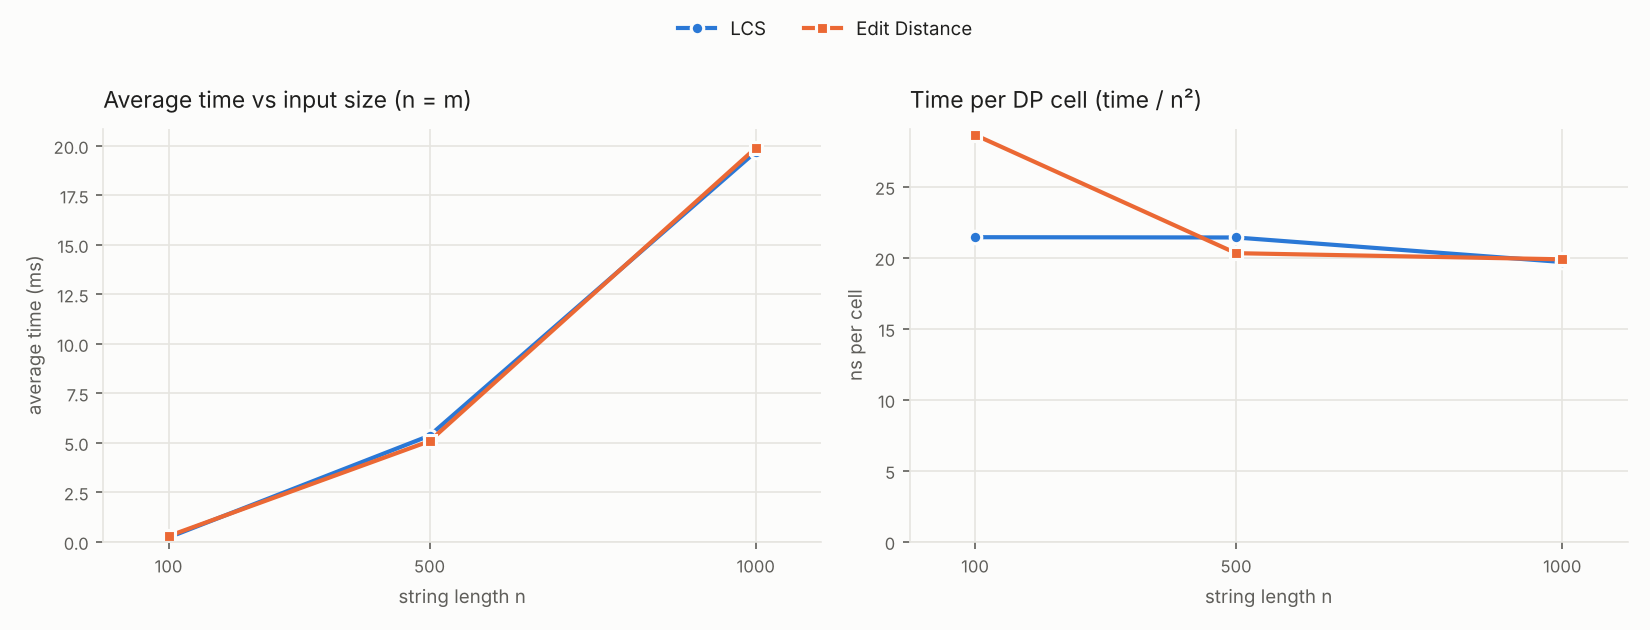 LCS
Edit Distance
Average time vs input size (n = m)
20.0
17.5
15.0
12.5
10.0
7.5
5.0
2.5
0.0
average time (ms)
100
500
1000
string length n
Time per DP cell (time / n²)
25
20
15
10
5
0
ns per cell
100
500
1000
string length n